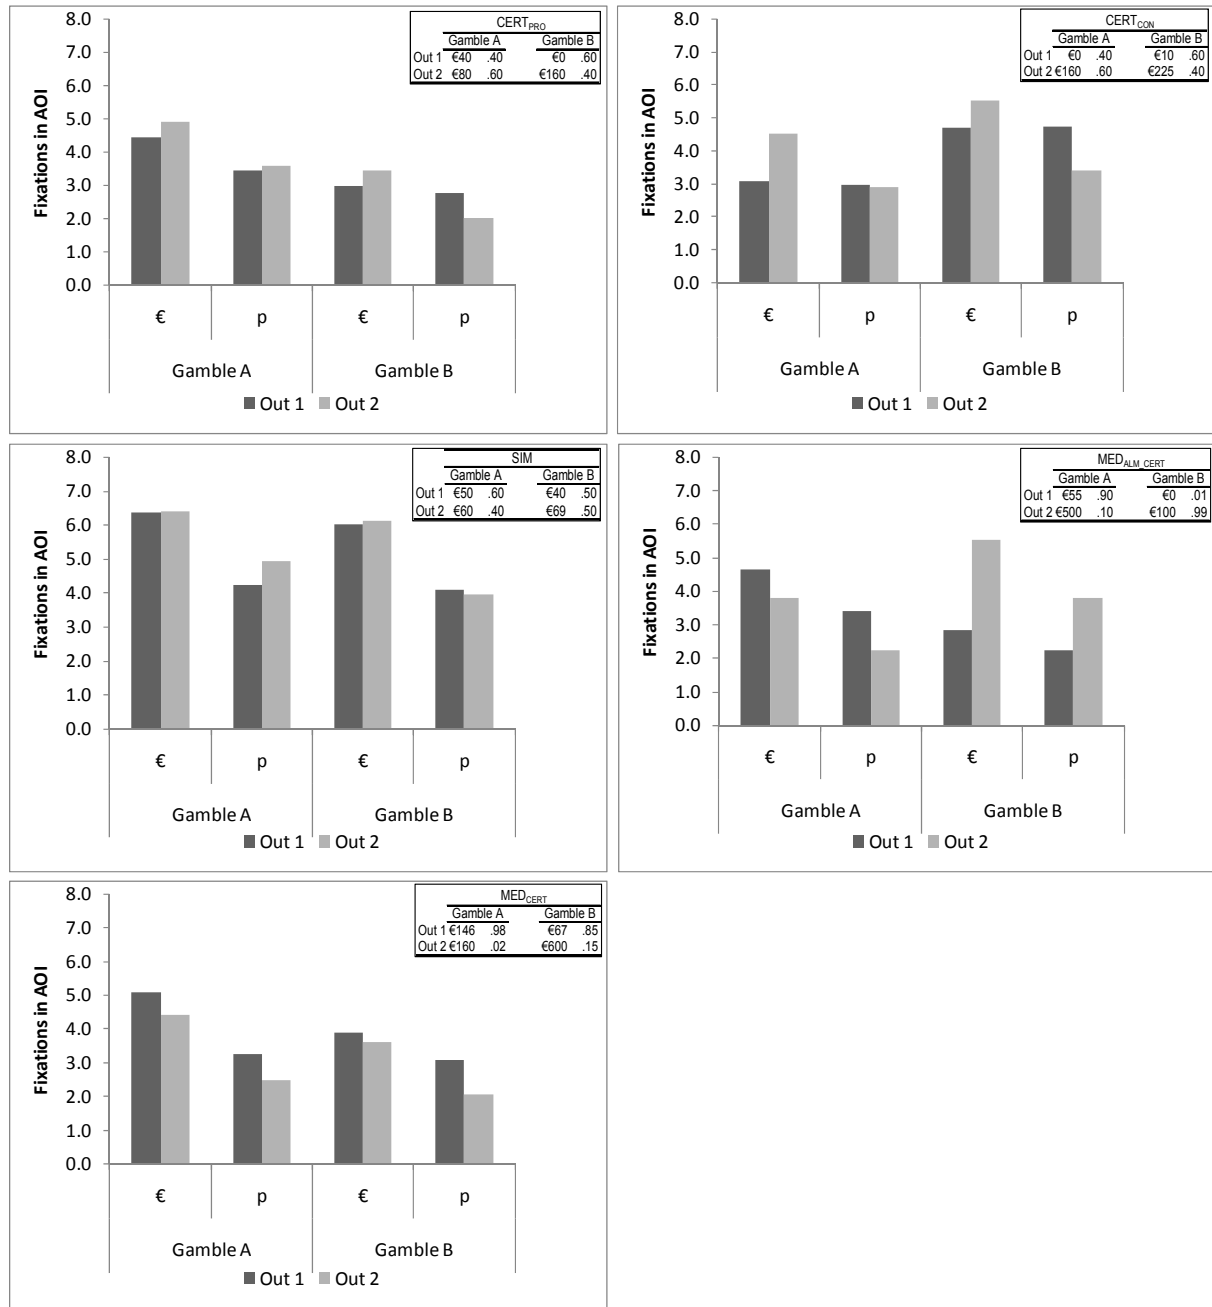 CERT_PRO
Gamble A Gamble B
Out 1 €40 .40 €0 .60
Out 2 €80 .60 €160 .40
8.0
7.0
6.0
5.0
4.0
3.0
2.0
1.0
0.0
Fixations in AOI
€ p € p
Gamble A Gamble B
Out 1 Out 2
CERT_CON
Gamble A Gamble B
Out 1 €0 .40 €10 .60
Out 2 €160 .60 €225 .40
8.0
7.0
6.0
5.0
4.0
3.0
2.0
1.0
0.0
Fixations in AOI
€ p € p
Gamble A Gamble B
Out 1 Out 2
SIM
Gamble A Gamble B
Out 1 €50 .60 €40 .50
Out 2 €60 .40 €69 .50
8.0
7.0
6.0
5.0
4.0
3.0
2.0
1.0
0.0
Fixations in AOI
€ p € p
Gamble A Gamble B
Out 1 Out 2
MED_ALM_CERT
Gamble A Gamble B
Out 1 €55 .90 €0 .01
Out 2 €500 .10 €100 .99
8.0
7.0
6.0
5.0
4.0
3.0
2.0
1.0
0.0
Fixations in AOI
€ p € p
Gamble A Gamble B
Out 1 Out 2
MED_CERT
Gamble A Gamble B
Out 1 €146 .98 €67 .85
Out 2 €160 .02 €600 .15
8.0
7.0
6.0
5.0
4.0
3.0
2.0
1.0
0.0
Fixations in AOI
€ p € p
Gamble A Gamble B
Out 1 Out 2